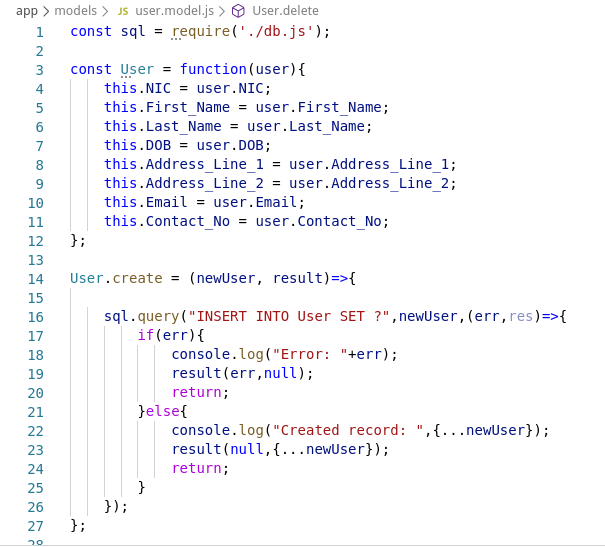 app > models > JS user.model.js > User.delete
1 const sql = require('./db.js');
2
3 const User = function(user){
4 this.NIC = user.NIC;
5 this.First_Name = user.First_Name;
6 this.Last_Name = user.Last_Name;
7 this.DOB = user.DOB;
8 this.Address_Line_1 = user.Address_Line_1;
9 this.Address_Line_2 = user.Address_Line_2;
10 this.Email = user.Email;
11 this.Contact_No = user.Contact_No;
12 };
13
14 User.create = (newUser, result)=>{
15
16 sql.query("INSERT INTO User SET ?",newUser,(err,res)=>{
17 if(err){
18 console.log("Error: "+err);
19 result(err,null);
20 return;
21 }else{
22 console.log("Created record: ",{...newUser});
23 result(null,{...newUser});
24 return;
25 }
26 });
27 };
28